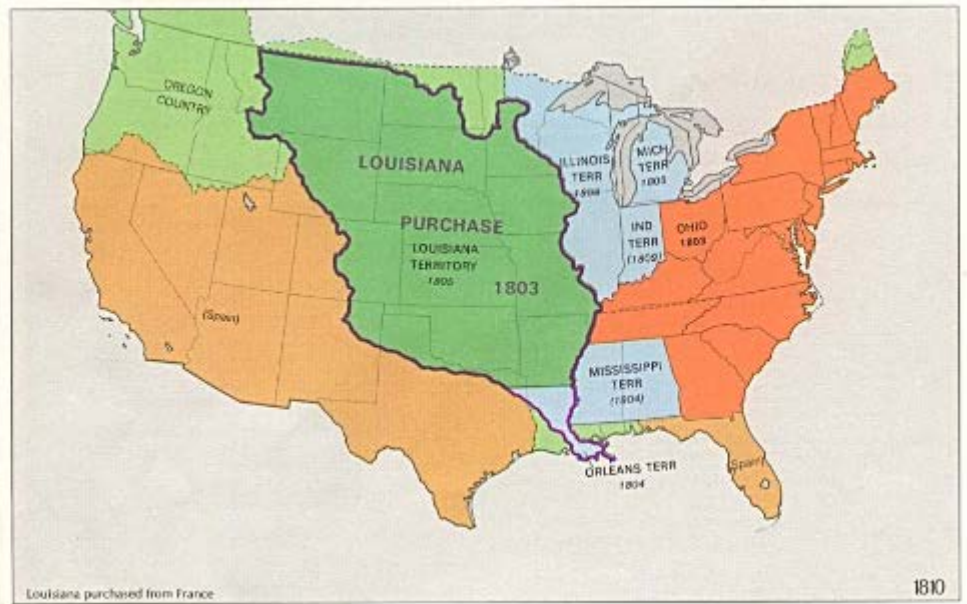 OREGON
COUNTRY
LOUISIANA
PURCHASE
LOUISIANA
TERRITORY
1805
1803
(Spain)
ILLINOIS
TERR
1809
MICH
TERR
1805
IND
TERR
(1809)
OHIO
1803
MISSISSIPPI
TERR
(1804)
ORLEANS TERR
1804
(Spain)
Louisiana purchased from France
1810